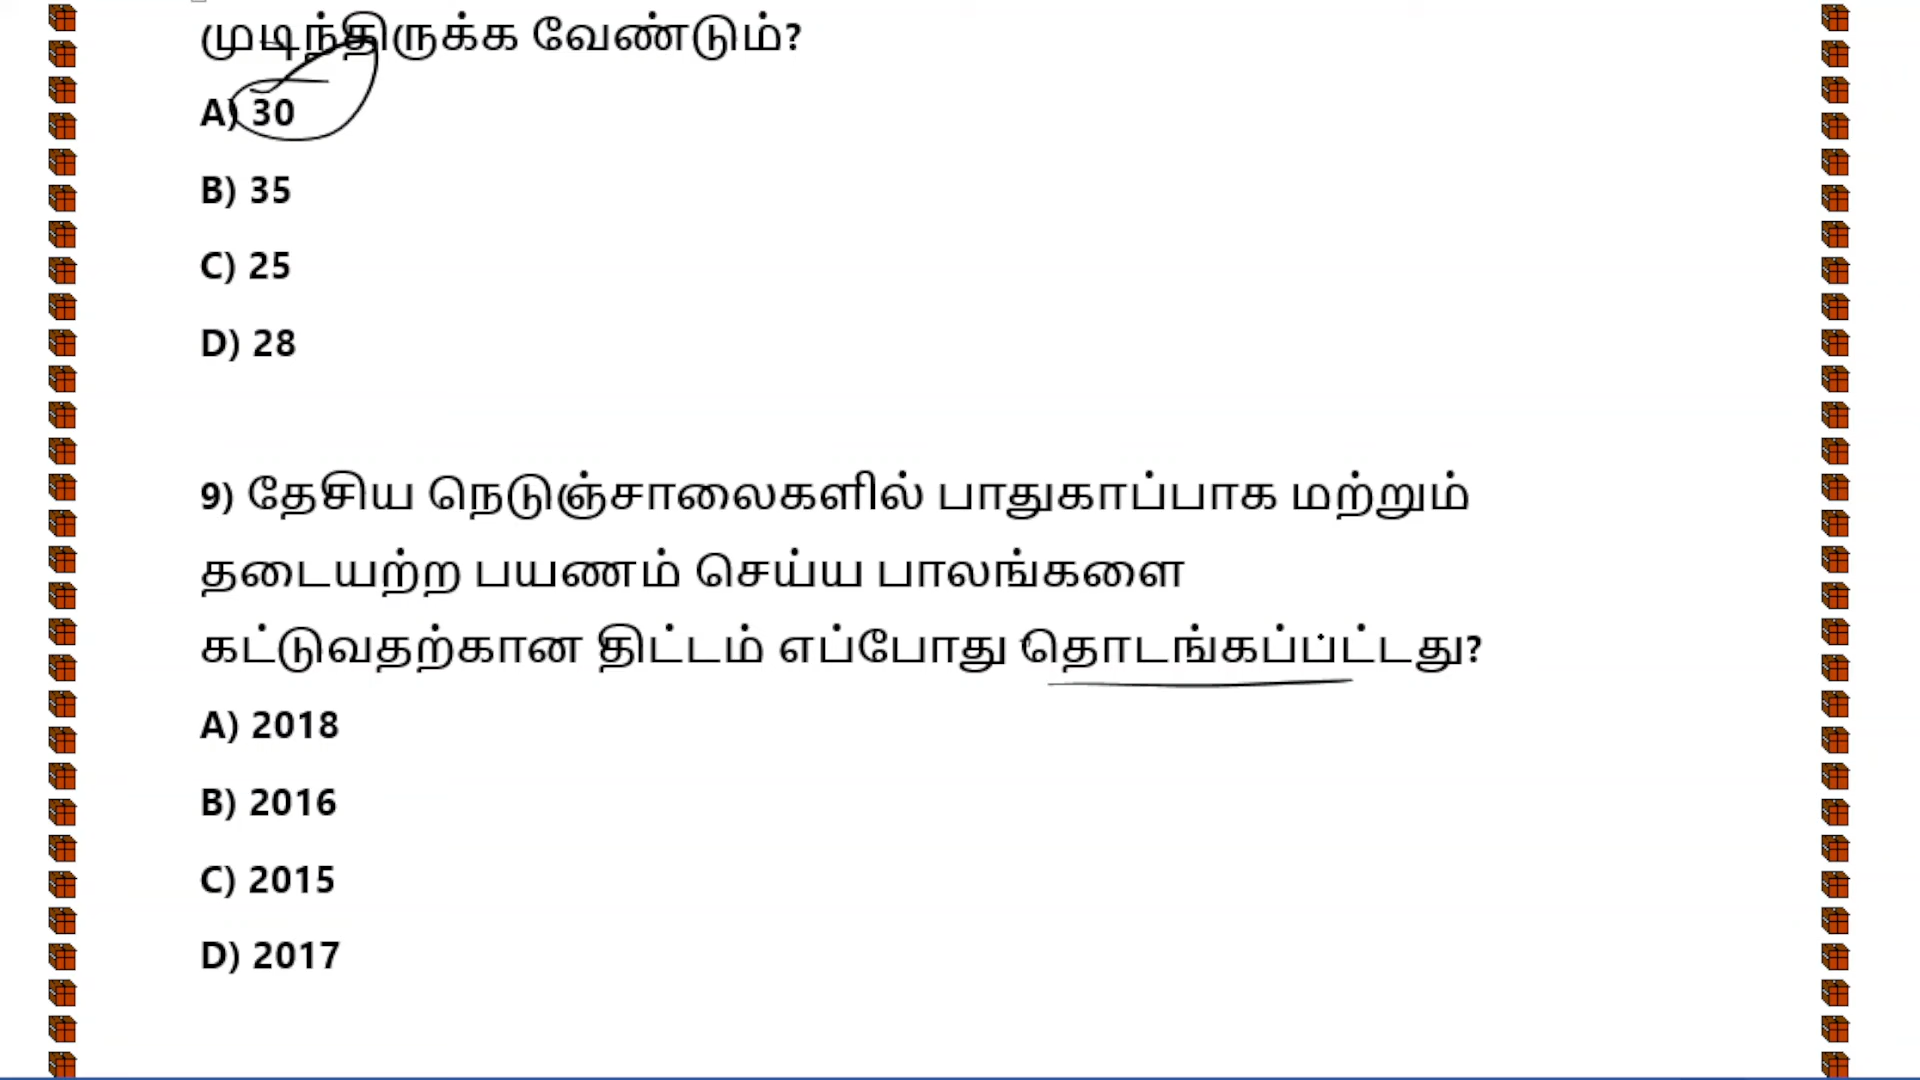 முடிந்திருக்க வேண்டும்?
A) 30
B) 35
C) 25
D) 28
9) தேசிய நெடுஞ்சாலைகளில் பாதுகாப்பாக மற்றும்
தடையற்ற பயணம் செய்ய பாலங்களை
கட்டுவதற்கான திட்டம் எப்போது தொடங்கப்பட்டது?
A) 2018
B) 2016
C) 2015
D) 2017